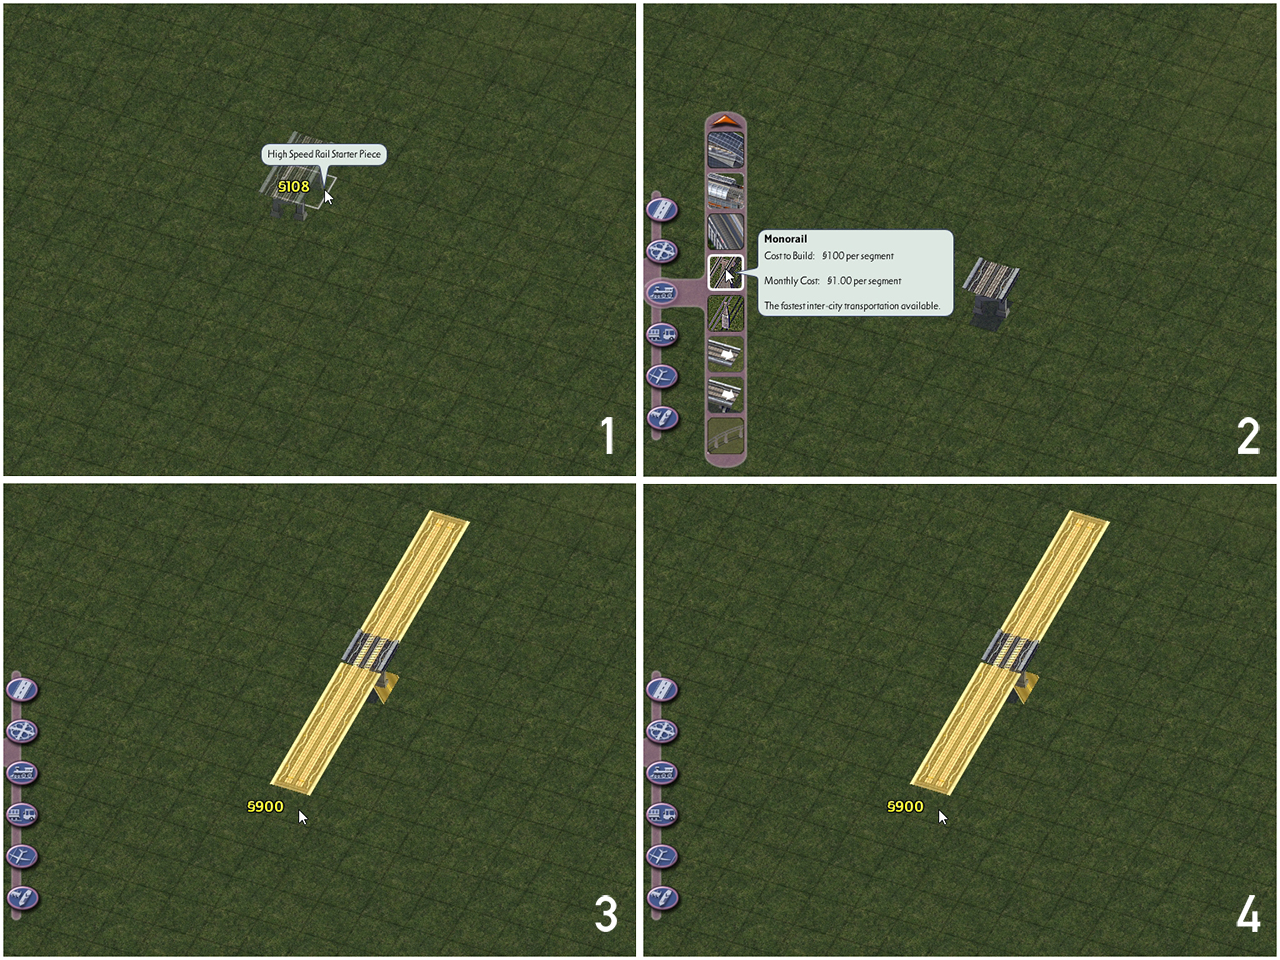 High Speed Rail Starter Piece
§108
1
Monorail
Cost to Build: §100 per segment
Monthly Cost: §1.00 per segment
The fastest inter-city transportation available.
2
§900
3
§900
4